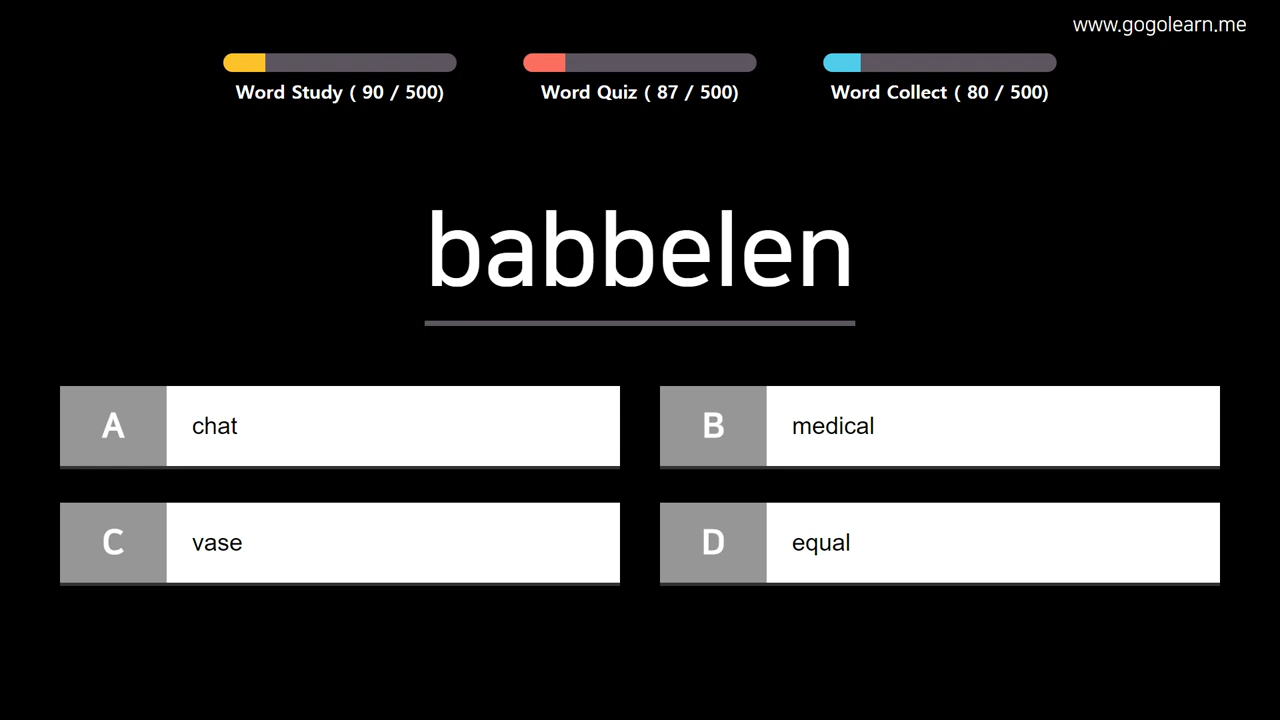 www.gogolearn.me
Word Study ( 90 / 500)
Word Quiz ( 87 / 500)
Word Collect ( 80 / 500)
babbelen
A chat
B medical
C vase
D equal